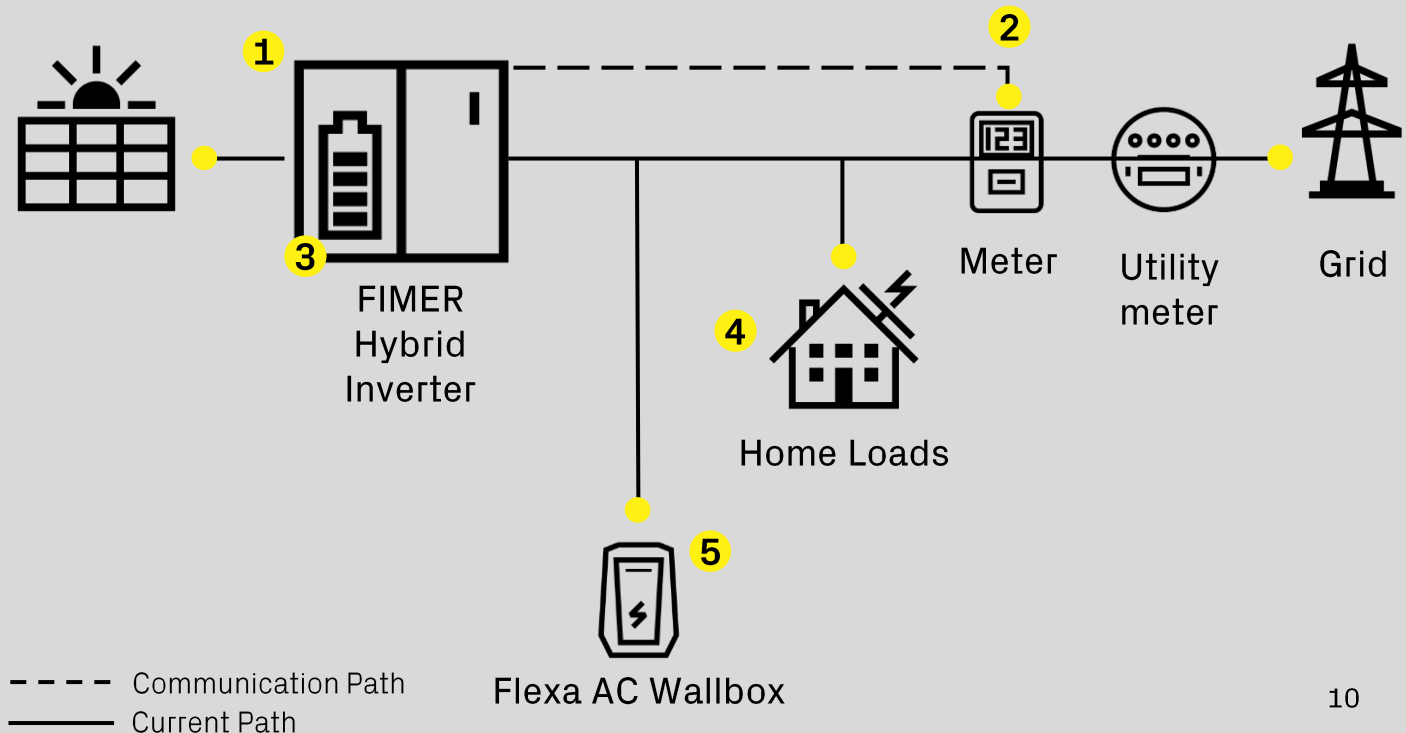 1
2
123
3
FIMER
Hybrid
Inverter
Meter
Utility
meter
Grid
4
Home Loads
5
Flexa AC Wallbox
Communication Path
Current Path
10